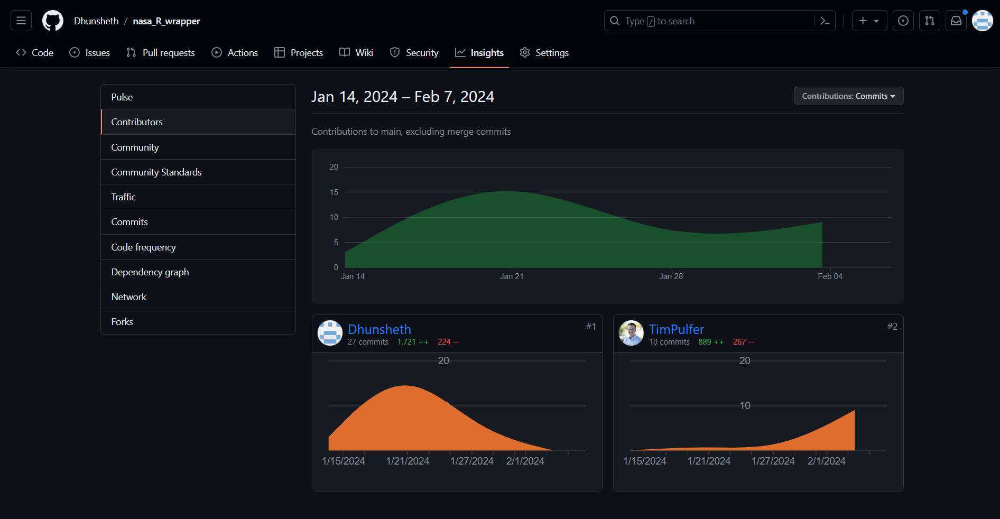 Dhunsheth / nasa_R_wrapper
Type / to search
Code Issues Pull requests Actions Projects Wiki Security Insights Settings
Pulse
Contributors
Community
Community Standards
Traffic
Commits
Code frequency
Dependency graph
Network
Forks
Jan 14, 2024 – Feb 7, 2024
Contributions: Commits
Contributions to main, excluding merge commits
20
15
10
5
0
Jan 14 Jan 21 Jan 28 Feb 04
Dhunsheth #1
27 commits 1,721 ++ 224 --
20
1/15/2024 1/21/2024 1/27/2024 2/1/2024
TimPulfer #2
10 commits 889 ++ 267 --
20
10
1/15/2024 1/21/2024 1/27/2024 2/1/2024